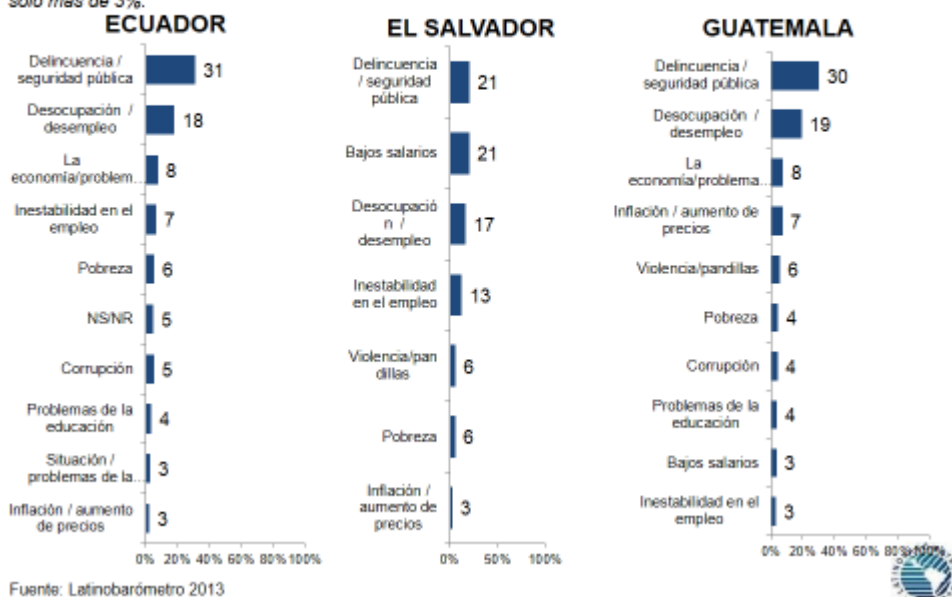 sólo más de 3%.
ECUADOR
Delincuencia /
seguridad pública
31
Desocupación /
desempleo
18
La
economía/problem...
8
Inestabilidad en el
empleo
7
Pobreza
6
NS/NR
5
Corrupción
5
Problemas de la
educación
4
Situación /
problemas de la...
3
Inflación / aumento
de precios
3
0% 20% 40% 60% 80% 100%
EL SALVADOR
Delincuencia
/ seguridad
pública
21
Bajos salarios
21
Desocupació
n /
desempleo
17
Inestabilidad
en el empleo
13
Violencia/pan
dillas
6
Pobreza
6
Inflación /
aumento de
precios
3
0% 50% 100%
GUATEMALA
Delincuencia /
seguridad pública
30
Desocupación /
desempleo
19
La
economía/problema...
8
Inflación / aumento de
precios
7
Violencia/pandillas
6
Pobreza
4
Corrupción
4
Problemas de la
educación
4
Bajos salarios
3
Inestabilidad en el
empleo
3
0% 20% 40% 60%
Fuente: Latinobarómetro 2013